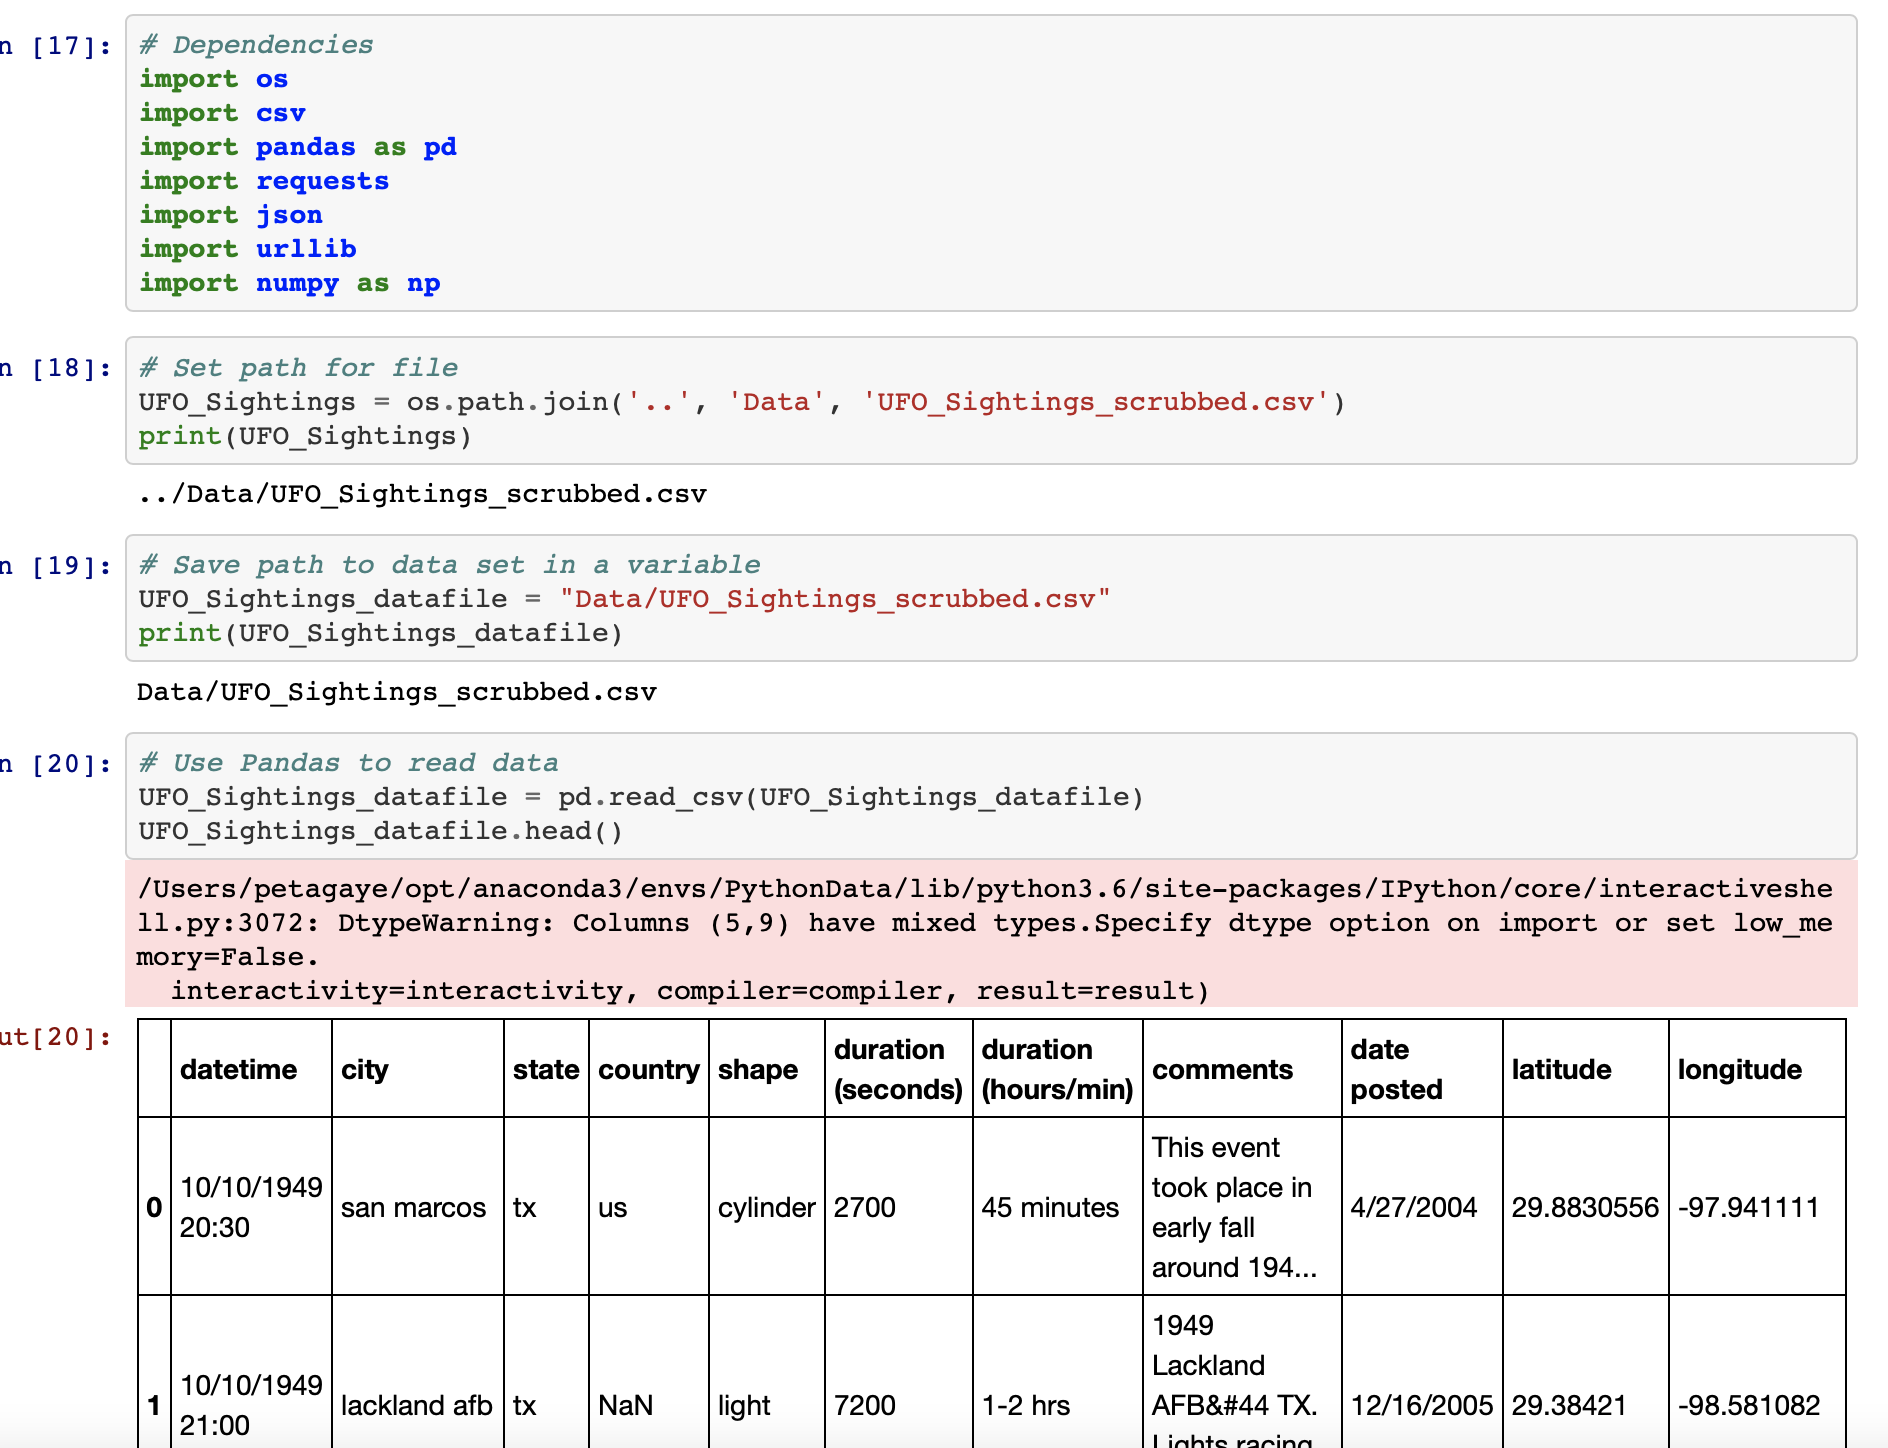 n [17]:
# Dependencies
import os
import csv
import pandas as pd
import requests
import json
import urllib
import numpy as np
n [18]:
# Set path for file
UFO_Sightings = os.path.join('..', 'Data', 'UFO_Sightings_scrubbed.csv')
print(UFO_Sightings)
../Data/UFO_Sightings_scrubbed.csv
n [19]:
# Save path to data set in a variable
UFO_Sightings_datafile = "Data/UFO_Sightings_scrubbed.csv"
print(UFO_Sightings_datafile)
Data/UFO_Sightings_scrubbed.csv
n [20]:
# Use Pandas to read data
UFO_Sightings_datafile = pd.read_csv(UFO_Sightings_datafile)
UFO_Sightings_datafile.head()
/Users/petagaye/opt/anaconda3/envs/PythonData/lib/python3.6/site-packages/IPython/core/interactiveshe
ll.py:3072: DtypeWarning: Columns (5,9) have mixed types.Specify dtype option on import or set low_me
mory=False.
interactivity=interactivity, compiler=compiler, result=result)
ut[20]:
datetime city state country shape duration (seconds) duration (hours/min) comments date posted latitude longitude
0 10/10/1949 20:30 san marcos tx us cylinder 2700 45 minutes This event took place in early fall around 194... 4/27/2004 29.8830556 -97.941111
1 10/10/1949 21:00 lackland afb tx NaN light 7200 1-2 hrs 1949 Lackland AFB&#44 TX. Lights racing 12/16/2005 29.38421 -98.581082